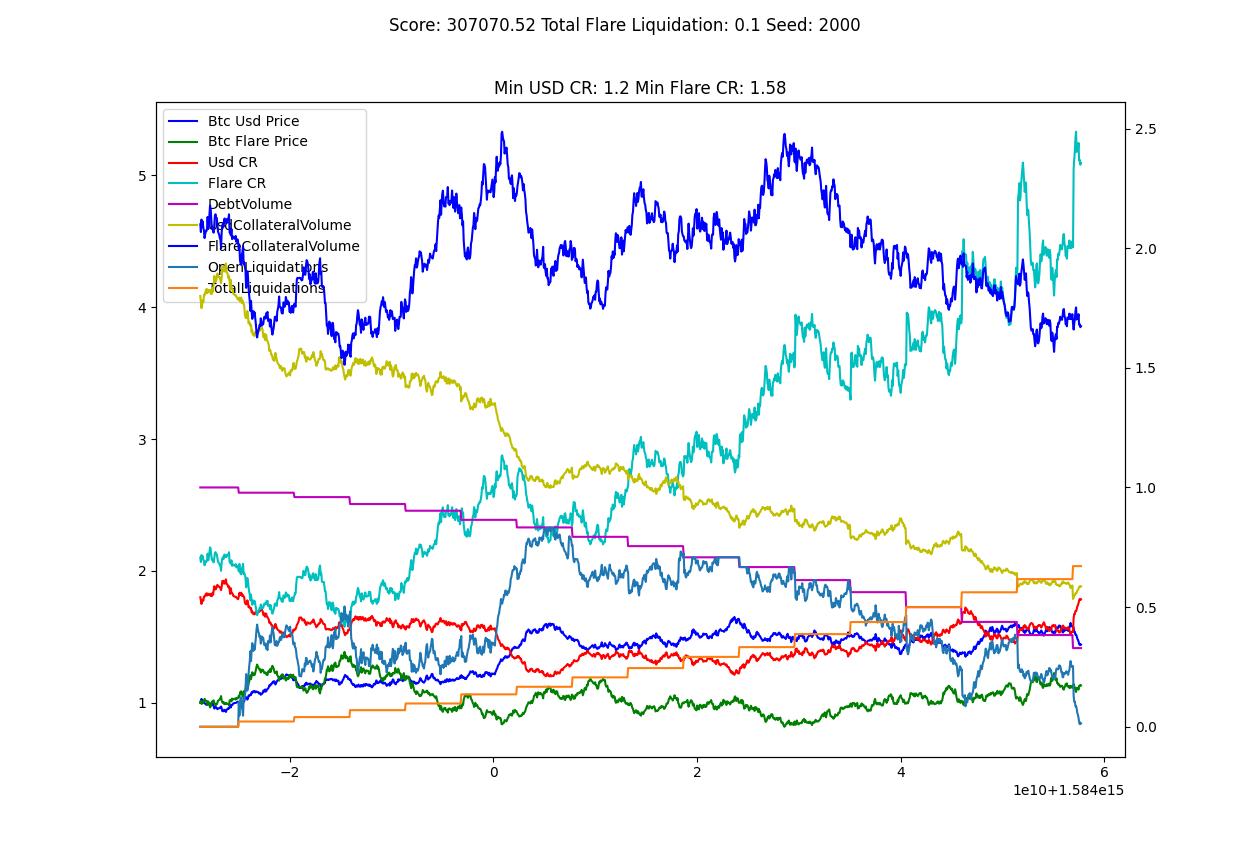 Score: 307070.52 Total Flare Liquidation: 0.1 Seed: 2000
Min USD CR: 1.2 Min Flare CR: 1.58
Btc Usd Price
Btc Flare Price
Usd CR
Flare CR
DebtVolume
UsdCollateralVolume
FlareCollateralVolume
OpenLiquidations
TotalLiquidations
5
4
3
2
1
2.5
2.0
1.5
1.0
0.5
0.0
−2
0
2
4
6
1e10+1.584e15